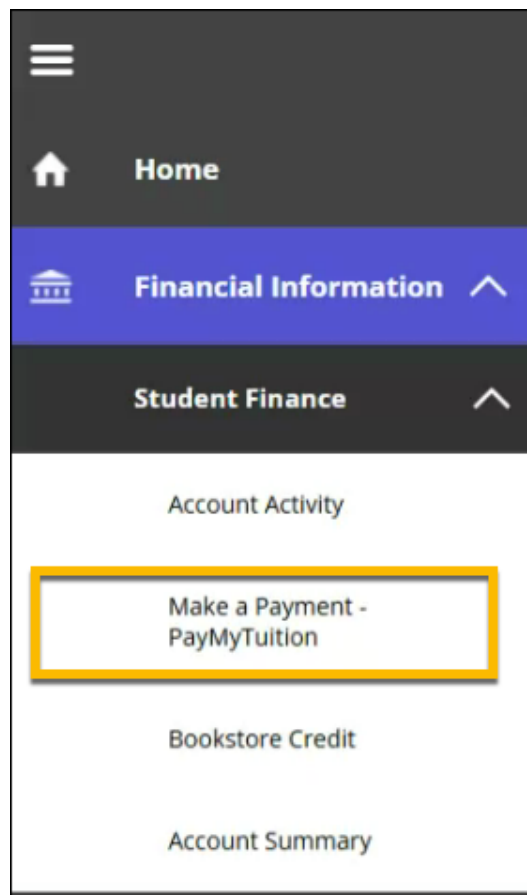 Home
Financial Information
Student Finance
Account Activity
Make a Payment -
PayMyTuition
Bookstore Credit
Account Summary